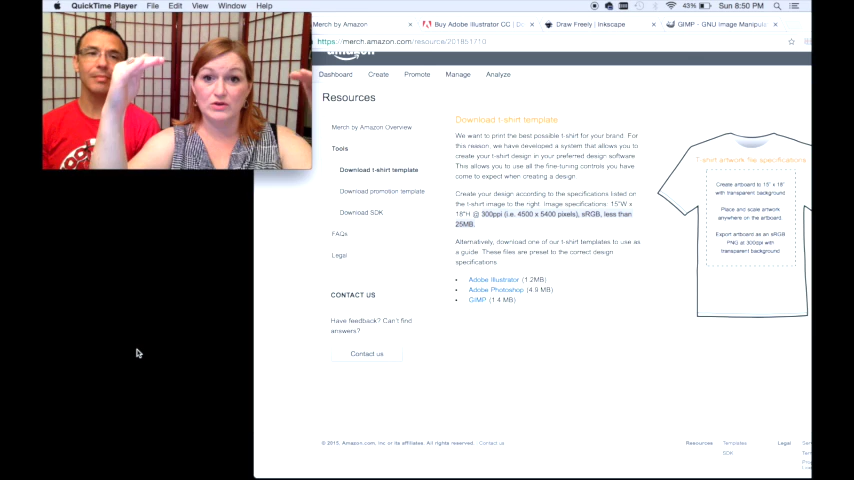 QuickTime Player File Edit View Window Help
43% Sun 8:50 PM
Merch by Amazon
Buy Adobe Illustrator CC | Do
Draw Freely | Inkscape
GIMP - GNU Image Manipula
https://merch.amazon.com/resource/201851710
amazon
Dashboard Create Promote Manage Analyze
Resources
Merch by Amazon Overview
Tools
Download t-shirt template
Download promotion template
Download SDK
FAQs
Legal
CONTACT US
Have feedback? Can't find
answers?
Contact us
Download t-shirt template
We want to print the best possible t-shirt for your brand. For
this reason, we have developed a system that allows you to
create your t-shirt design in your preferred design software.
This allows you to use all the fine-tuning controls you have
come to expect when creating a design
Create your design according to the specifications listed on
the t-shirt image to the right. Image specifications: 15"W x
18"H @ 300ppi (i.e. 4500 x 5400 pixels), sRGB, less than
25MB.
Alternatively, download one of our t-shirt templates to use as
a guide. These files are preset to the correct design
specifications.
• Adobe Illustrator (1.2MB)
• Adobe Photoshop (4.9 MB)
• GIMP (1.4 MB)
T-shirt artwork file specifications
Create artboard to 15" x 18"
with transparent background
Place and scale artwork
anywhere on the artboard
Export artboard as an sRGB
PNG at 300ppi with
transparent background
© 2015, Amazon.com, Inc. or its affiliates. All rights reserved. Contact us
Resources Templates Legal
SDK